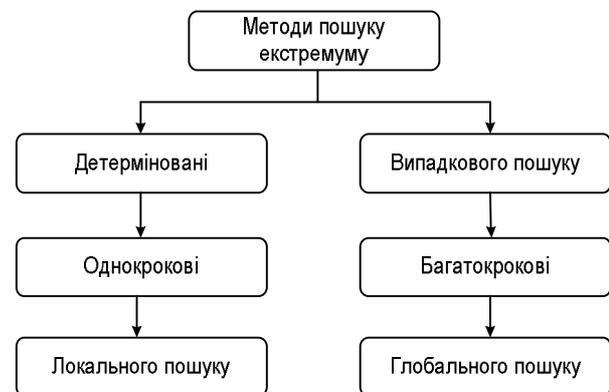 Методи пошуку
екстремуму
Детерміновані
Випадкового пошуку
Однокрокові
Багатокрокові
Локального пошуку
Глобального пошуку